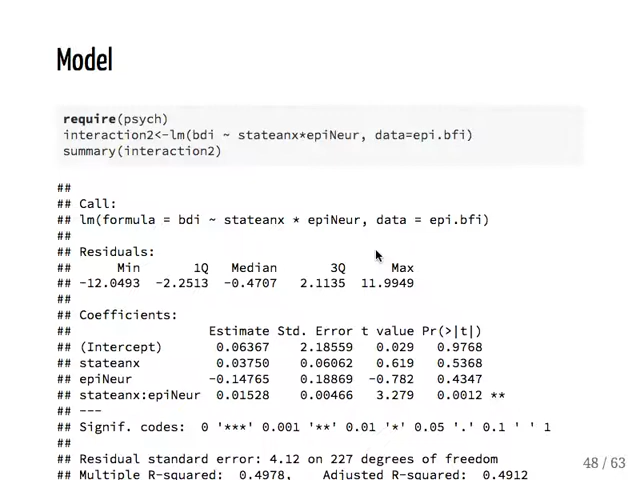 Model
require(psych)
interaction2<-lm(bdi ~ stateanx*epiNeur, data=epi.bfi)
summary(interaction2)
##
## Call:
## lm(formula = bdi ~ stateanx * epiNeur, data = epi.bfi)
##
## Residuals:
##      Min       1Q   Median       3Q      Max
## -12.0493  -2.2513  -0.4707   2.1135  11.9949
##
## Coefficients:
##                  Estimate Std. Error t value Pr(>|t|)
## (Intercept)       0.06367    2.18559   0.029   0.9768
## stateanx          0.03750    0.06062   0.619   0.5368
## epiNeur          -0.14765    0.18869  -0.782   0.4347
## stateanx:epiNeur  0.01528    0.00466   3.279   0.0012 **
## ---
## Signif. codes:  0 '***' 0.001 '**' 0.01 '*' 0.05 '.' 0.1 ' ' 1
##
## Residual standard error: 4.12 on 227 degrees of freedom
## Multiple R-squared:  0.4978,    Adjusted R-squared:  0.4912
48 / 63